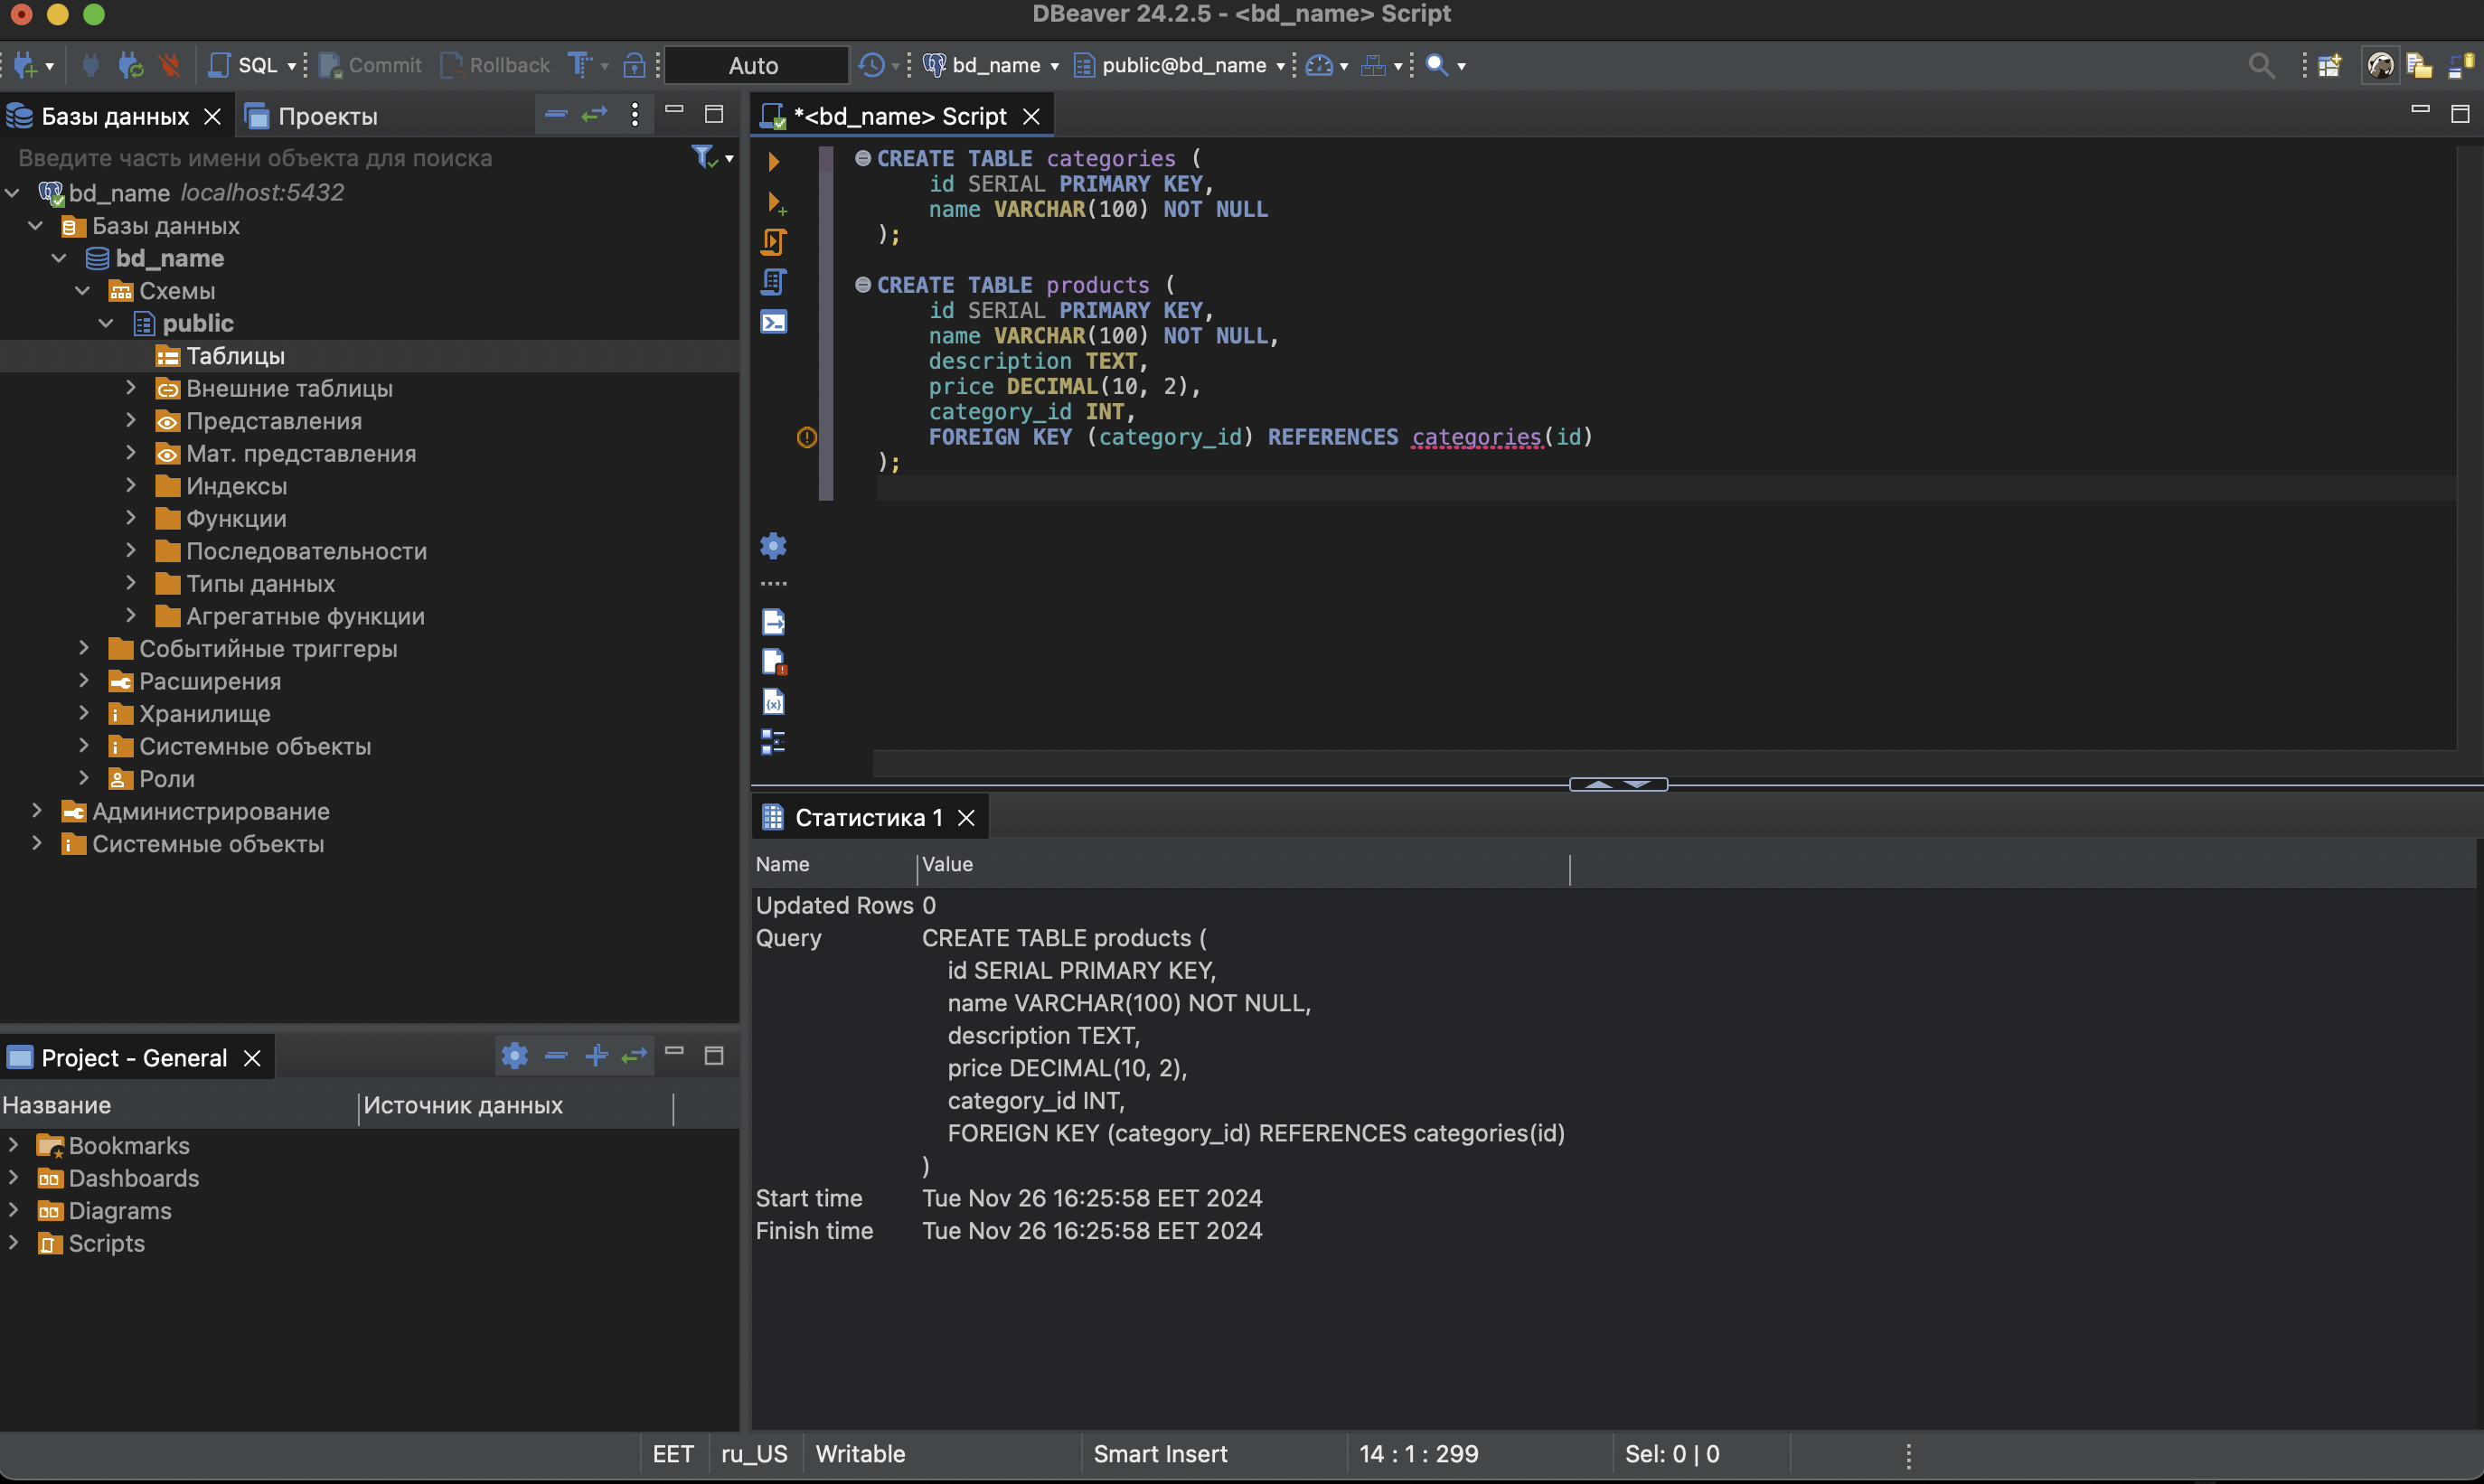 DBeaver 24.2.5 - <bd_name> Script
SQL Commit Rollback Auto bd_name public@bd_name
Базы данных Проекты
Введите часть имени объекта для поиска
bd_name localhost:5432
Базы данных
bd_name
Схемы
public
Таблицы
Внешние таблицы
Представления
Мат. представления
Индексы
Функции
Последовательности
Типы данных
Агрегатные функции
Событийные триггеры
Расширения
Хранилище
Системные объекты
Роли
Администрирование
Системные объекты
Project - General
Название Источник данных
Bookmarks
Dashboards
Diagrams
Scripts
*<bd_name> Script
CREATE TABLE categories (
id SERIAL PRIMARY KEY,
name VARCHAR(100) NOT NULL
);
CREATE TABLE products (
id SERIAL PRIMARY KEY,
name VARCHAR(100) NOT NULL,
description TEXT,
price DECIMAL(10, 2),
category_id INT,
FOREIGN KEY (category_id) REFERENCES categories(id)
);
Статистика 1
Name Value
Updated Rows 0
Query CREATE TABLE products (
id SERIAL PRIMARY KEY,
name VARCHAR(100) NOT NULL,
description TEXT,
price DECIMAL(10, 2),
category_id INT,
FOREIGN KEY (category_id) REFERENCES categories(id)
)
Start time Tue Nov 26 16:25:58 EET 2024
Finish time Tue Nov 26 16:25:58 EET 2024
EET ru_US Writable Smart Insert 14 : 1 : 299 Sel: 0 | 0